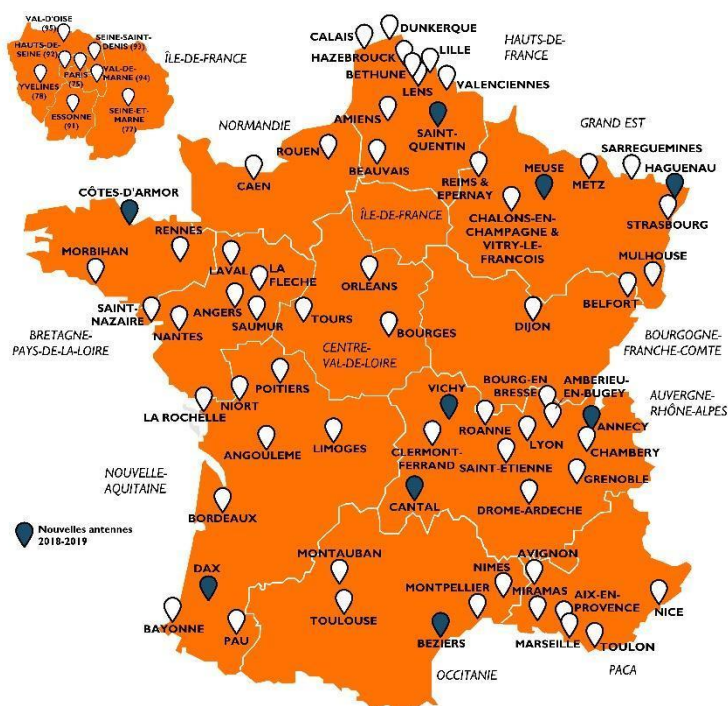 VAL-D'OISE
(95)
SEINE-SAINT-
DENIS (93)
HAUTS-DE-
SEINE (92)
PARIS
(75)
VAL-DE-
MARNE (94)
YVELINES
(78)
ESSONNE
(91)
SEINE-ET-
MARNE
(77)
ÎLE-DE-FRANCE
DUNKERQUE
CALAIS
HAZEBROUCK
LILLE
BETHUNE
LENS
VALENCIENNES
HAUTS-DE-
FRANCE
AMIENS
SAINT-
QUENTIN
NORMANDIE
GRAND EST
ROUEN
BEAUVAIS
CAEN
REIMS &
EPERNAY
MEUSE
METZ
SARREGUEMINES
HAGUENAU
STRASBOURG
CÔTES-D'ARMOR
ÎLE-DE-FRANCE
CHALONS-EN-
CHAMPAGNE &
VITRY-LE-
FRANCOIS
RENNES
MORBIHAN
LAVAL
LA
FLECHE
ORLÉANS
MULHOUSE
BELFORT
SAINT-
NAZAIRE
ANGERS
NANTES
SAUMUR
TOURS
BOURGES
DIJON
BRETAGNE-
PAYS-DE-LA-LOIRE
CENTRE-
VAL-DE-LOIRE
BOURGOGNE-
FRANCHE-COMTE
POITIERS
NIORT
LA ROCHELLE
VICHY
BOURG-EN
BRESSE
AMBERIEU-
EN-BUGEY
AUVERGNE-
RHÔNE-ALPES
ROANNE
LYON
ANNECY
CHAMBERY
ANGOULEME
LIMOGES
CLERMONT-
FERRAND
SAINT-ETIENNE
GRENOBLE
NOUVELLE-
AQUITAINE
CANTAL
DROME-ARDECHE
BORDEAUX
Nouvelles antennes
2018-2019
MONTAUBAN
AVIGNON
NIMES
DAX
MONTPELLIER
MIRAMAS
AIX-EN-
PROVENCE
NICE
BAYONNE
PAU
TOULOUSE
BEZIERS
MARSEILLE
TOULON
OCCITANIE
PACA